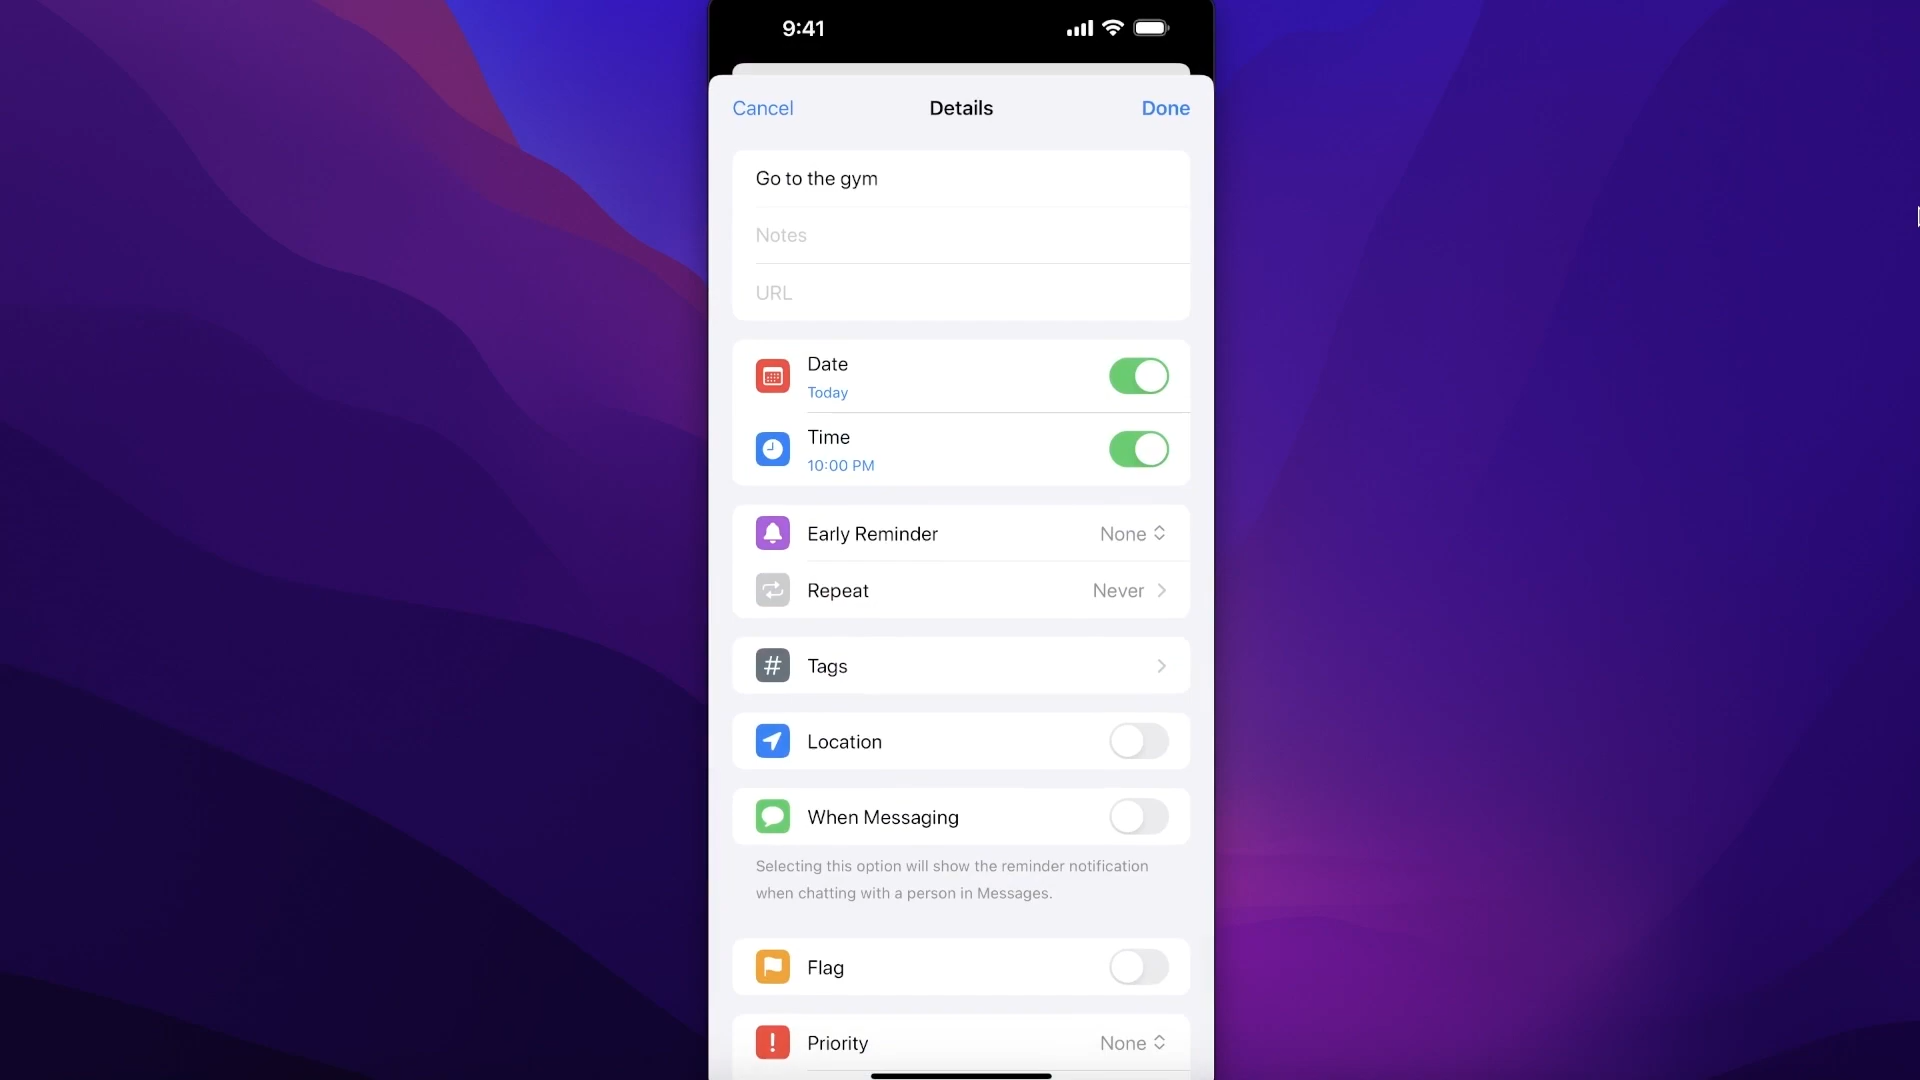 9:41
Cancel
Details
Done
Go to the gym
Notes
URL
Date
Today
Time
10:00 PM
Early Reminder
None
Repeat
Never
Tags
Location
When Messaging
Selecting this option will show the reminder notification
when chatting with a person in Messages.
Flag
Priority
None